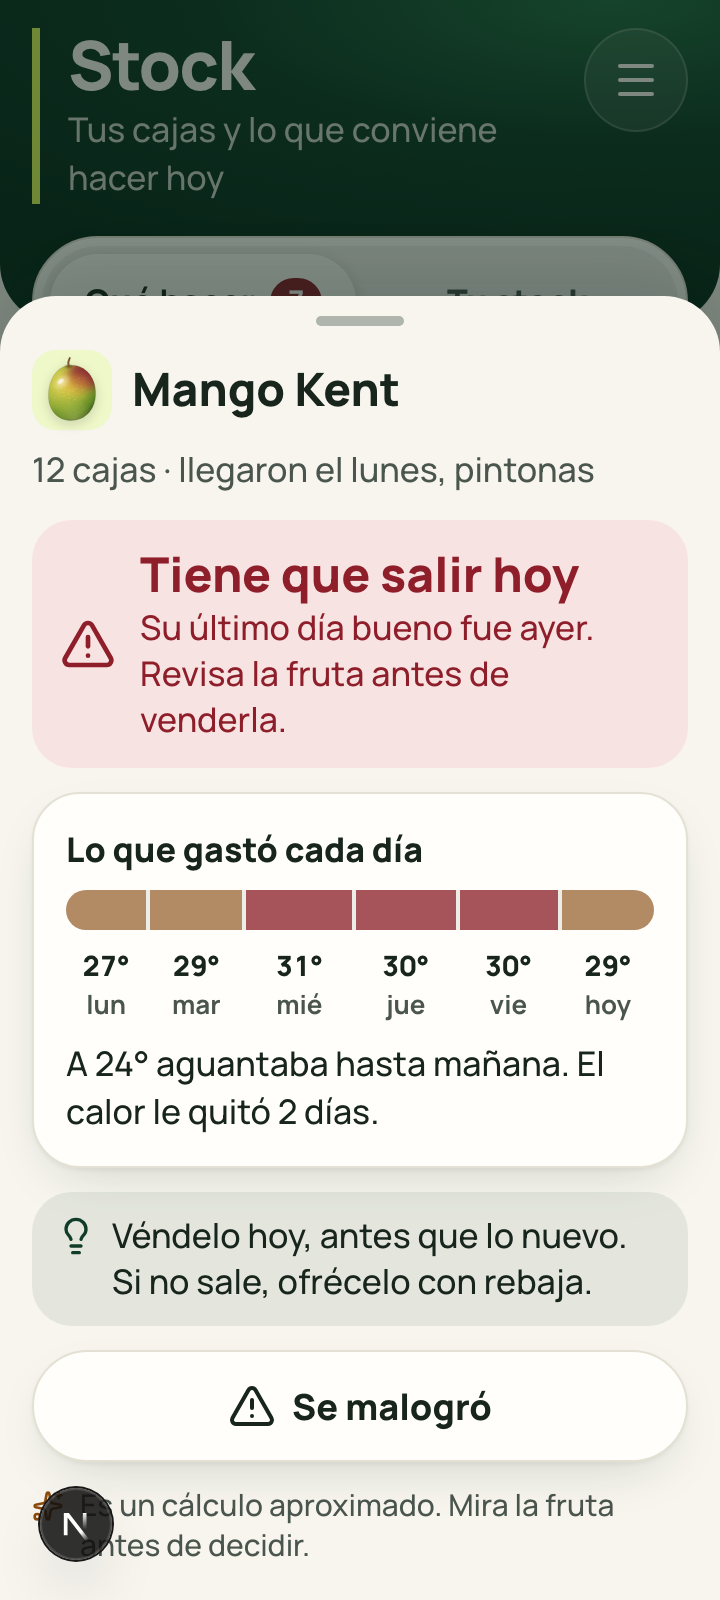 Stock
Tus cajas y lo que conviene
hacer hoy
Mango Kent
12 cajas · llegaron el lunes, pintonas
Tiene que salir hoy
Su último día bueno fue ayer.
Revisa la fruta antes de
venderla.
Lo que gastó cada día
27° 29° 31° 30° 30° 29°
lun mar mié jue vie hoy
A 24° aguantaba hasta mañana. El
calor le quitó 2 días.
Véndelo hoy, antes que lo nuevo.
Si no sale, ofrécelo con rebaja.
Se malogró
Es un cálculo aproximado. Mira la fruta
antes de decidir.
N